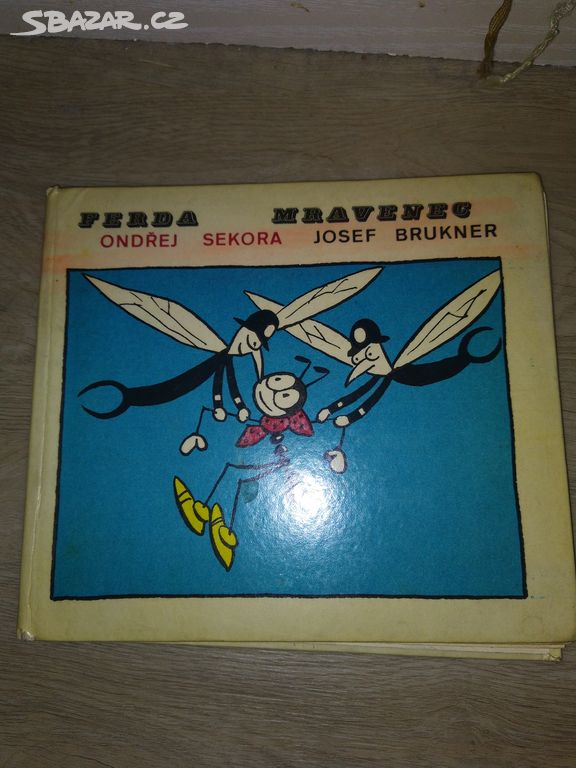 SBAZAR.CZ
FERDA MRAVENEC
ONDŘEJ SEKORA JOSEF BRUKNER